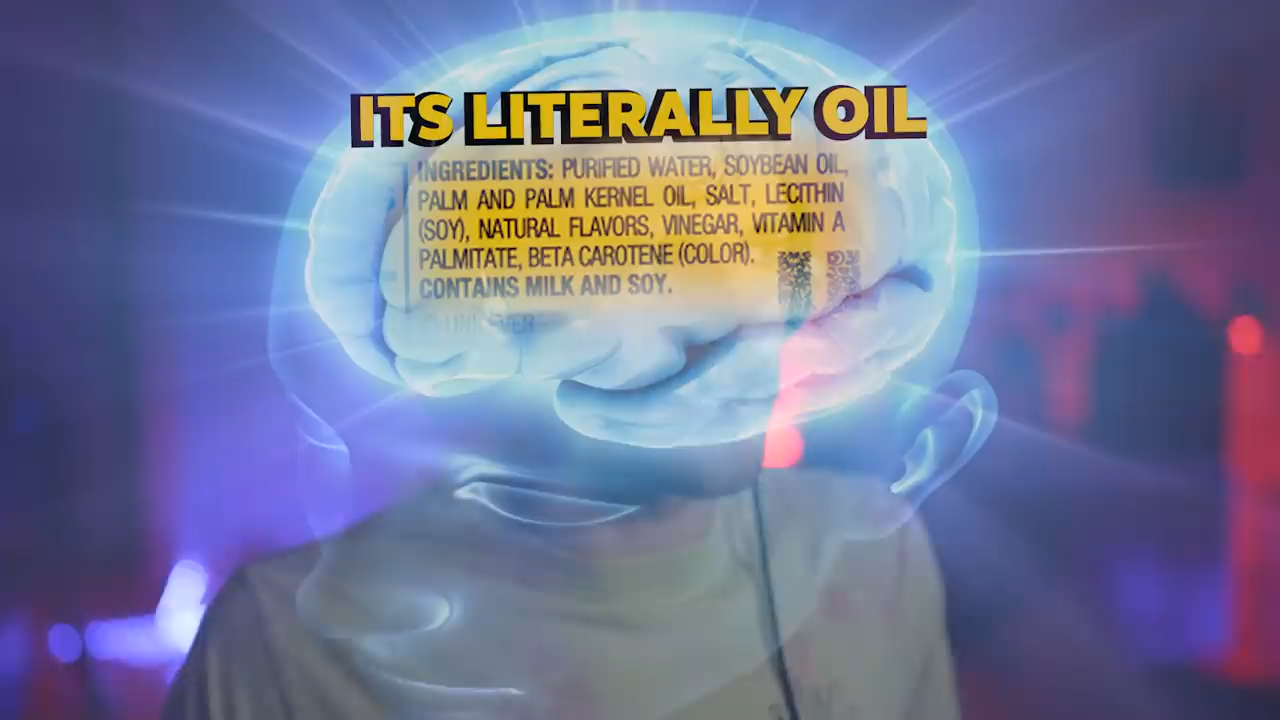 ITS LITERALLY OIL
INGREDIENTS: PURIFIED WATER, SOYBEAN OIL,
PALM AND PALM KERNEL OIL, SALT, LECITHIN
(SOY), NATURAL FLAVORS, VINEGAR, VITAMIN A
PALMITATE, BETA CAROTENE (COLOR).
CONTAINS MILK AND SOY.